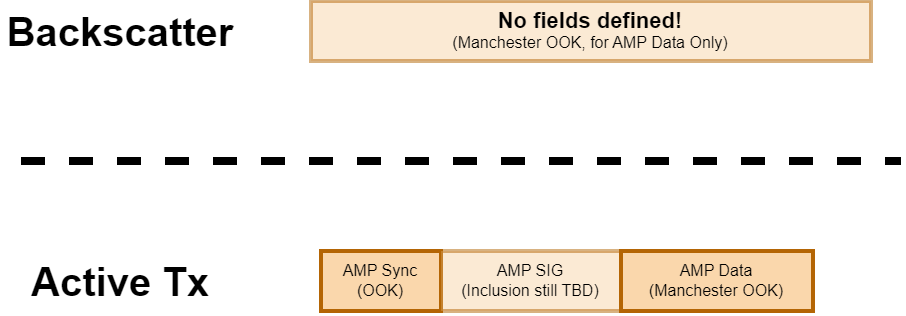 Backscatter
No fields defined!
(Manchester OOK, for AMP Data Only)
Active Tx
AMP Sync
(OOK)
AMP SIG
(Inclusion still TBD)
AMP Data
(Manchester OOK)